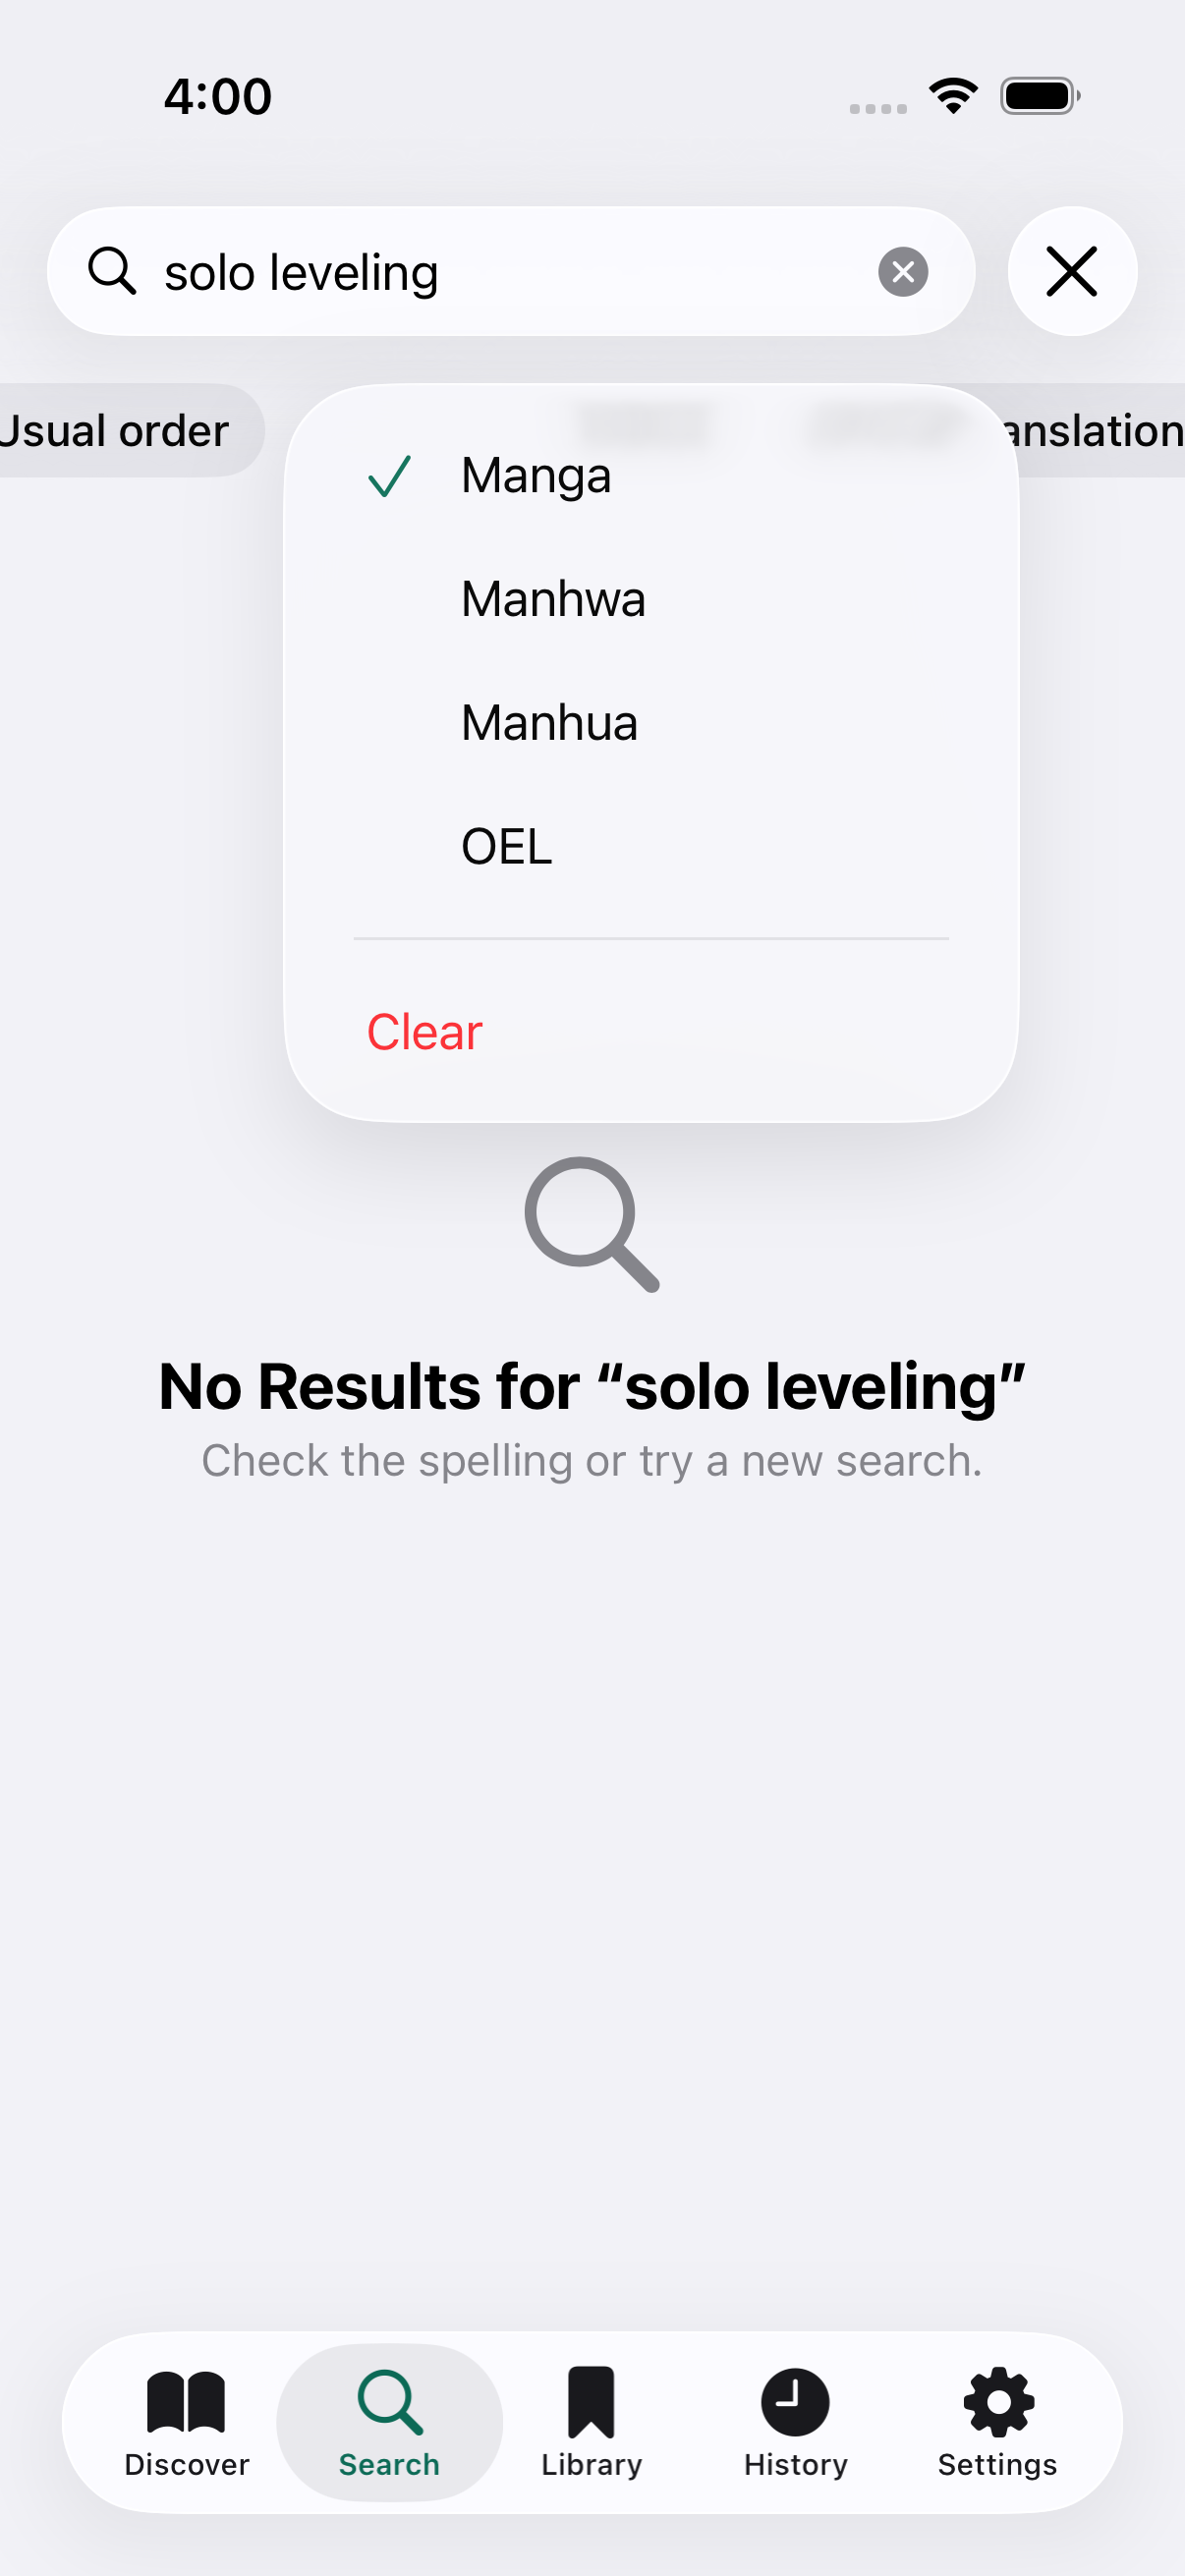 4:00
solo leveling
Usual order
anslation
Manga
Manhwa
Manhua
OEL
Clear
No Results for “solo leveling”
Check the spelling or try a new search.
Discover
Search
Library
History
Settings